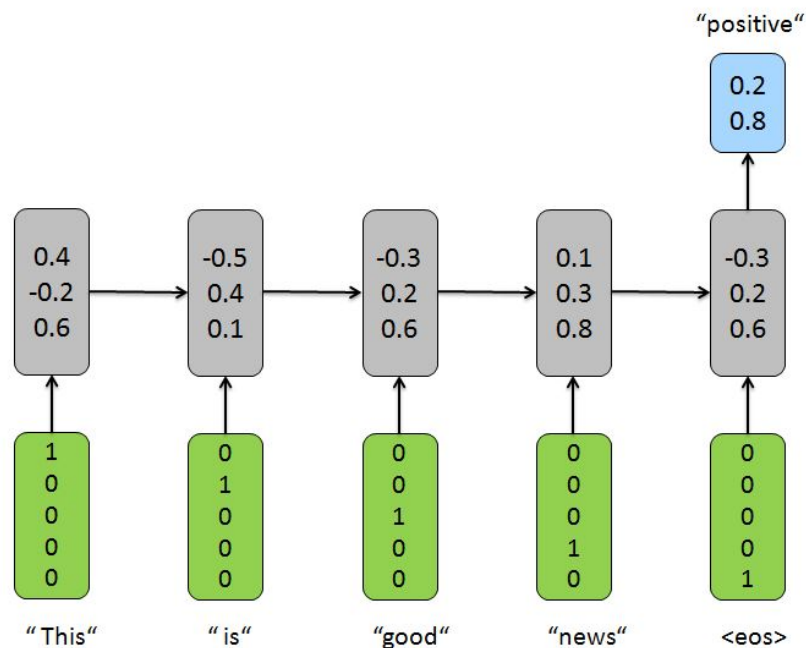 “positive“
0.2
0.8
0.4 -0.5 -0.3 0.1 -0.3
-0.2 0.4 0.2 0.3 0.2
0.6 0.1 0.6 0.8 0.6
1 0 0 0 0
0 1 0 0 0
0 0 1 0 0
0 0 0 1 0
0 0 0 0 1
“This“ “is“ “good“ “news“ <eos>